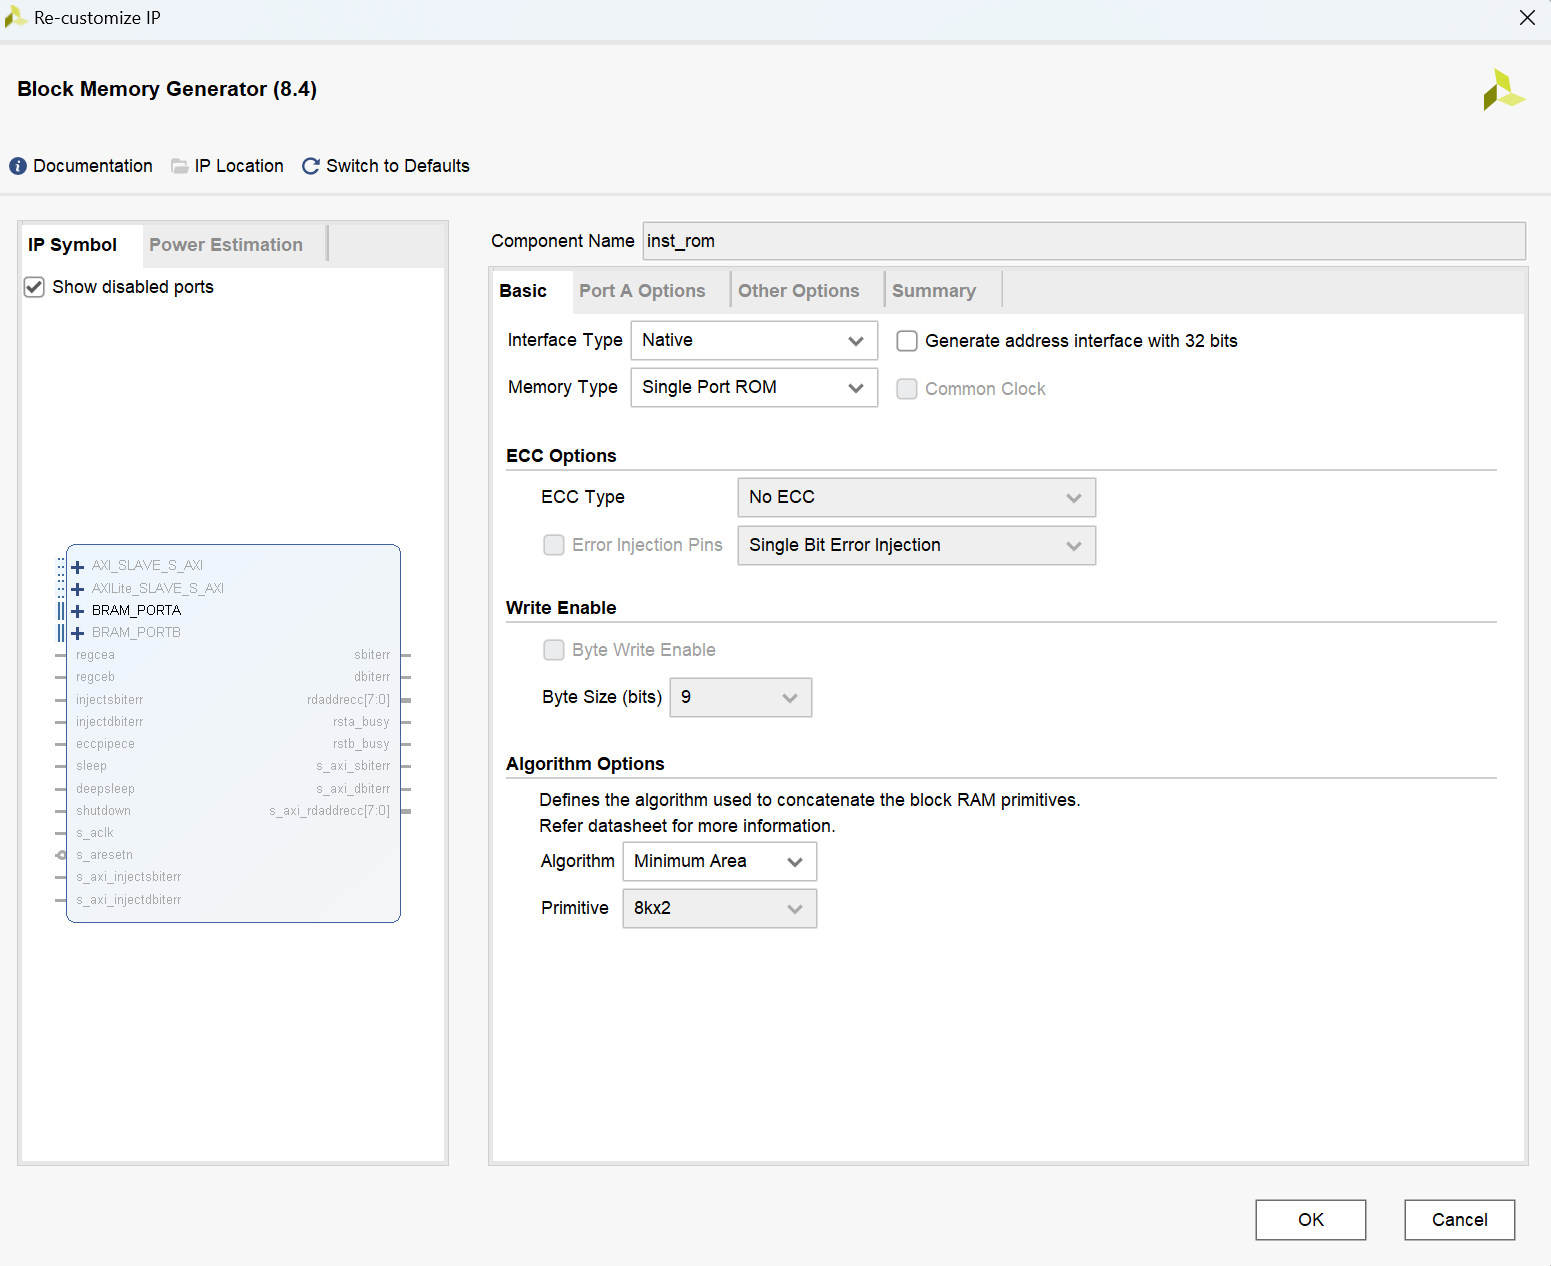 Re-customize IP
Block Memory Generator (8.4)
Documentation IP Location Switch to Defaults
IP Symbol Power Estimation
Show disabled ports
AXI_SLAVE_S_AXI
AXILite_SLAVE_S_AXI
BRAM_PORTA
BRAM_PORTB
regcea sbiterr
regceb dbiterr
injectsbiterr rdaddrecc[7:0]
injectdbiterr rsta_busy
eccpipece rstb_busy
sleep s_axi_sbiterr
deepsleep s_axi_dbiterr
shutdown s_axi_rdaddrecc[7:0]
s_aclk
s_aresetn
s_axi_injectsbiterr
s_axi_injectdbiterr
Component Name inst_rom
Basic Port A Options Other Options Summary
Interface Type Native Generate address interface with 32 bits
Memory Type Single Port ROM Common Clock
ECC Options
ECC Type No ECC
Error Injection Pins Single Bit Error Injection
Write Enable
Byte Write Enable
Byte Size (bits) 9
Algorithm Options
Defines the algorithm used to concatenate the block RAM primitives.
Refer datasheet for more information.
Algorithm Minimum Area
Primitive 8kx2
OK Cancel